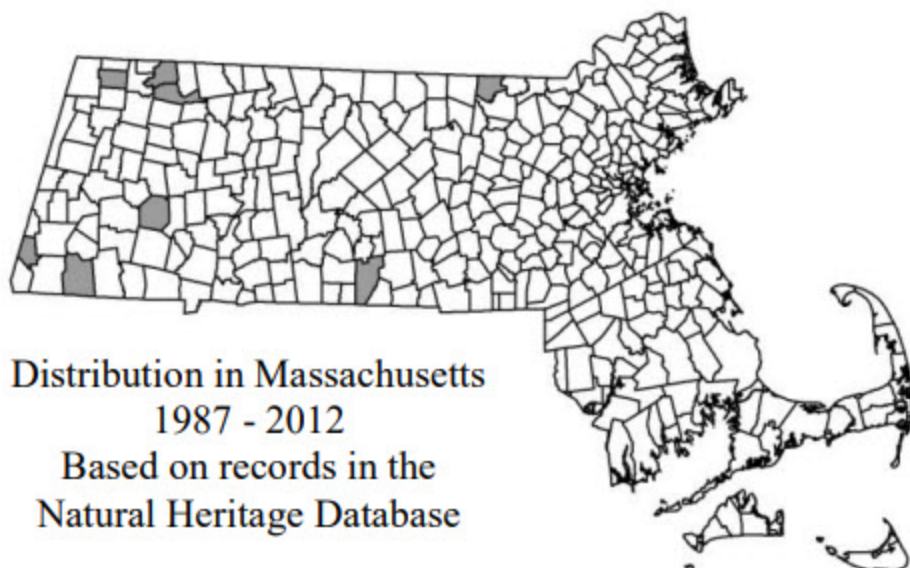 Distribution in Massachusetts
1987 - 2012
Based on records in the
Natural Heritage Database